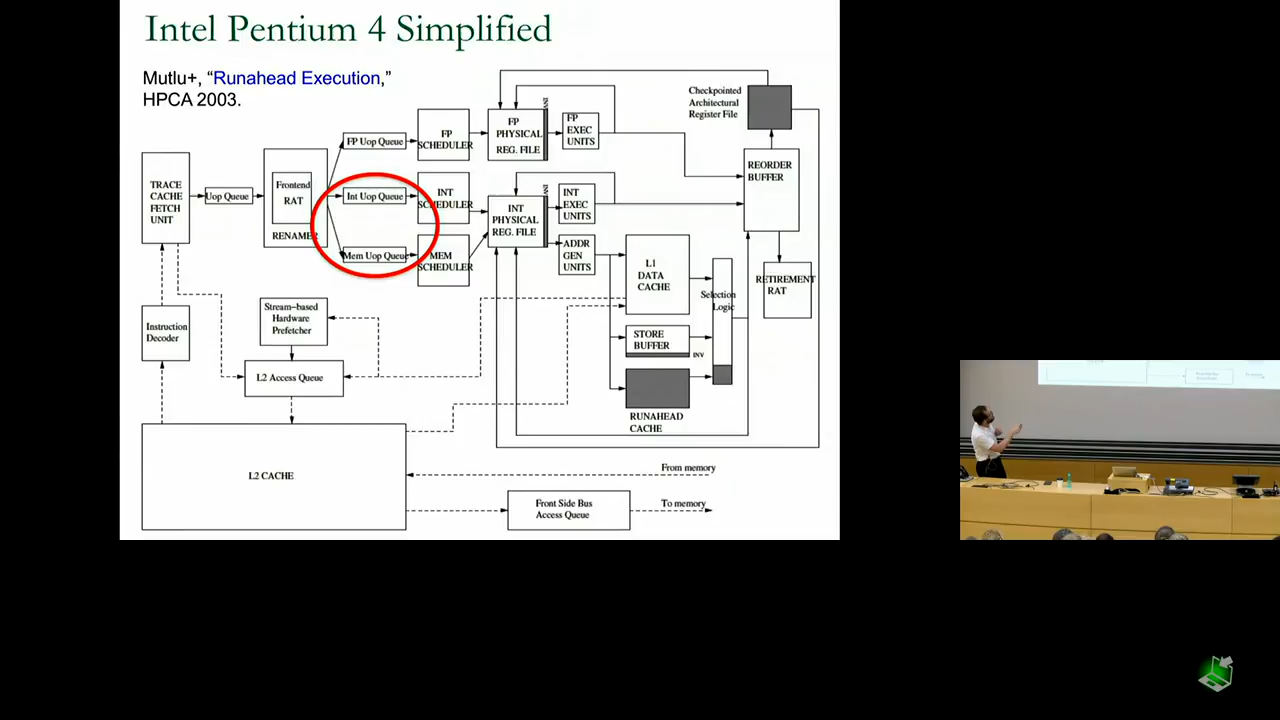 Intel Pentium 4 Simplified
Mutlu+, “Runahead Execution,”
HPCA 2003.
Checkpointed
Architectural
Register File
FP Uop Queue
FP
SCHEDULER
FP
PHYSICAL
REG. FILE
INV
FP
EXEC
UNITS
REORDER
BUFFER
TRACE
CACHE
FETCH
UNIT
Uop Queue
Frontend
RAT
RENAMER
Int Uop Queue
INT
SCHEDULER
INT
PHYSICAL
REG. FILE
INV
INT
EXEC
UNITS
Mem Uop Queue
MEM
SCHEDULER
ADDR
GEN
UNITS
L1
DATA
CACHE
Selection
Logic
RETIREMENT
RAT
Instruction
Decoder
Stream-based
Hardware
Prefetcher
STORE
BUFFER
INV
L2 Access Queue
RUNAHEAD
CACHE
L2 CACHE
From memory
Front Side Bus
Access Queue
To memory